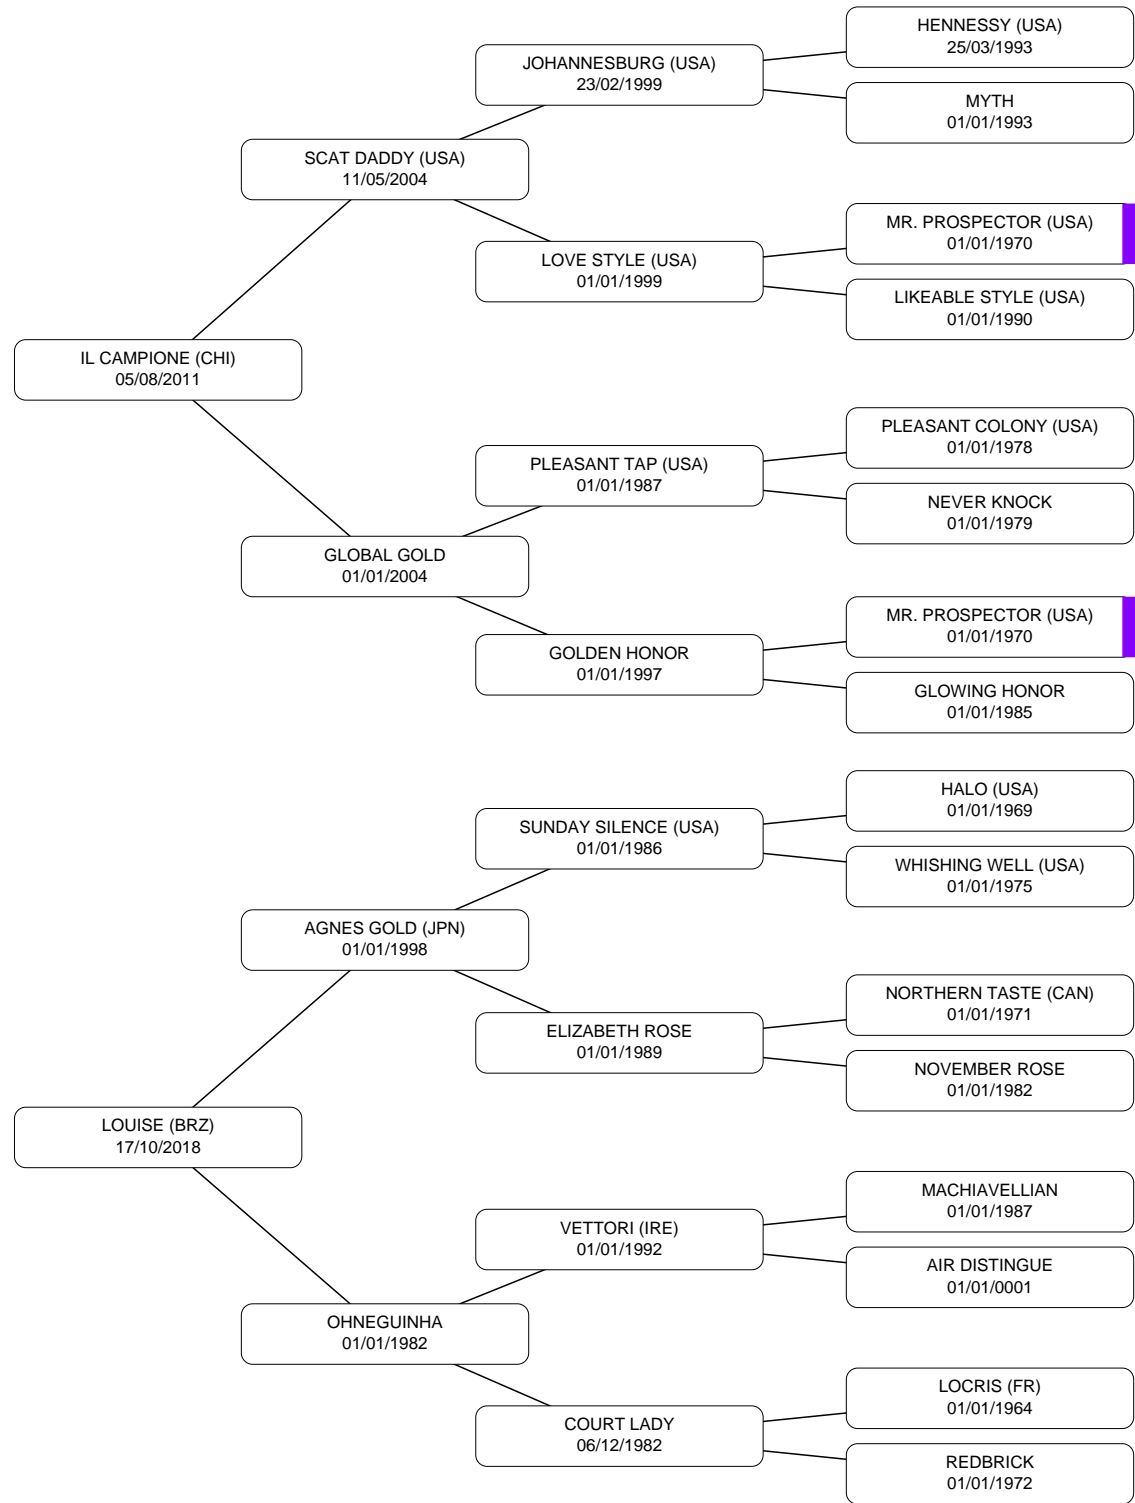 HENNESSY (USA)
25/03/1993
JOHANNESBURG (USA)
23/02/1999
MYTH
01/01/1993
SCAT DADDY (USA)
11/05/2004
MR. PROSPECTOR (USA)
01/01/1970
LOVE STYLE (USA)
01/01/1999
LIKEABLE STYLE (USA)
01/01/1990
IL CAMPIONE (CHI)
05/08/2011
PLEASANT COLONY (USA)
01/01/1978
PLEASANT TAP (USA)
01/01/1987
NEVER KNOCK
01/01/1979
GLOBAL GOLD
01/01/2004
MR. PROSPECTOR (USA)
01/01/1970
GOLDEN HONOR
01/01/1997
GLOWING HONOR
01/01/1985
HALO (USA)
01/01/1969
SUNDAY SILENCE (USA)
01/01/1986
WHISHING WELL (USA)
01/01/1975
AGNES GOLD (JPN)
01/01/1998
NORTHERN TASTE (CAN)
01/01/1971
ELIZABETH ROSE
01/01/1989
NOVEMBER ROSE
01/01/1982
LOUISE (BRZ)
17/10/2018
MACHIAVELLIAN
01/01/1987
VETTORI (IRE)
01/01/1992
AIR DISTINGUE
01/01/0001
OHNEGUINHA
01/01/1982
LOCRIS (FR)
01/01/1964
COURT LADY
06/12/1982
REDBRICK
01/01/1972